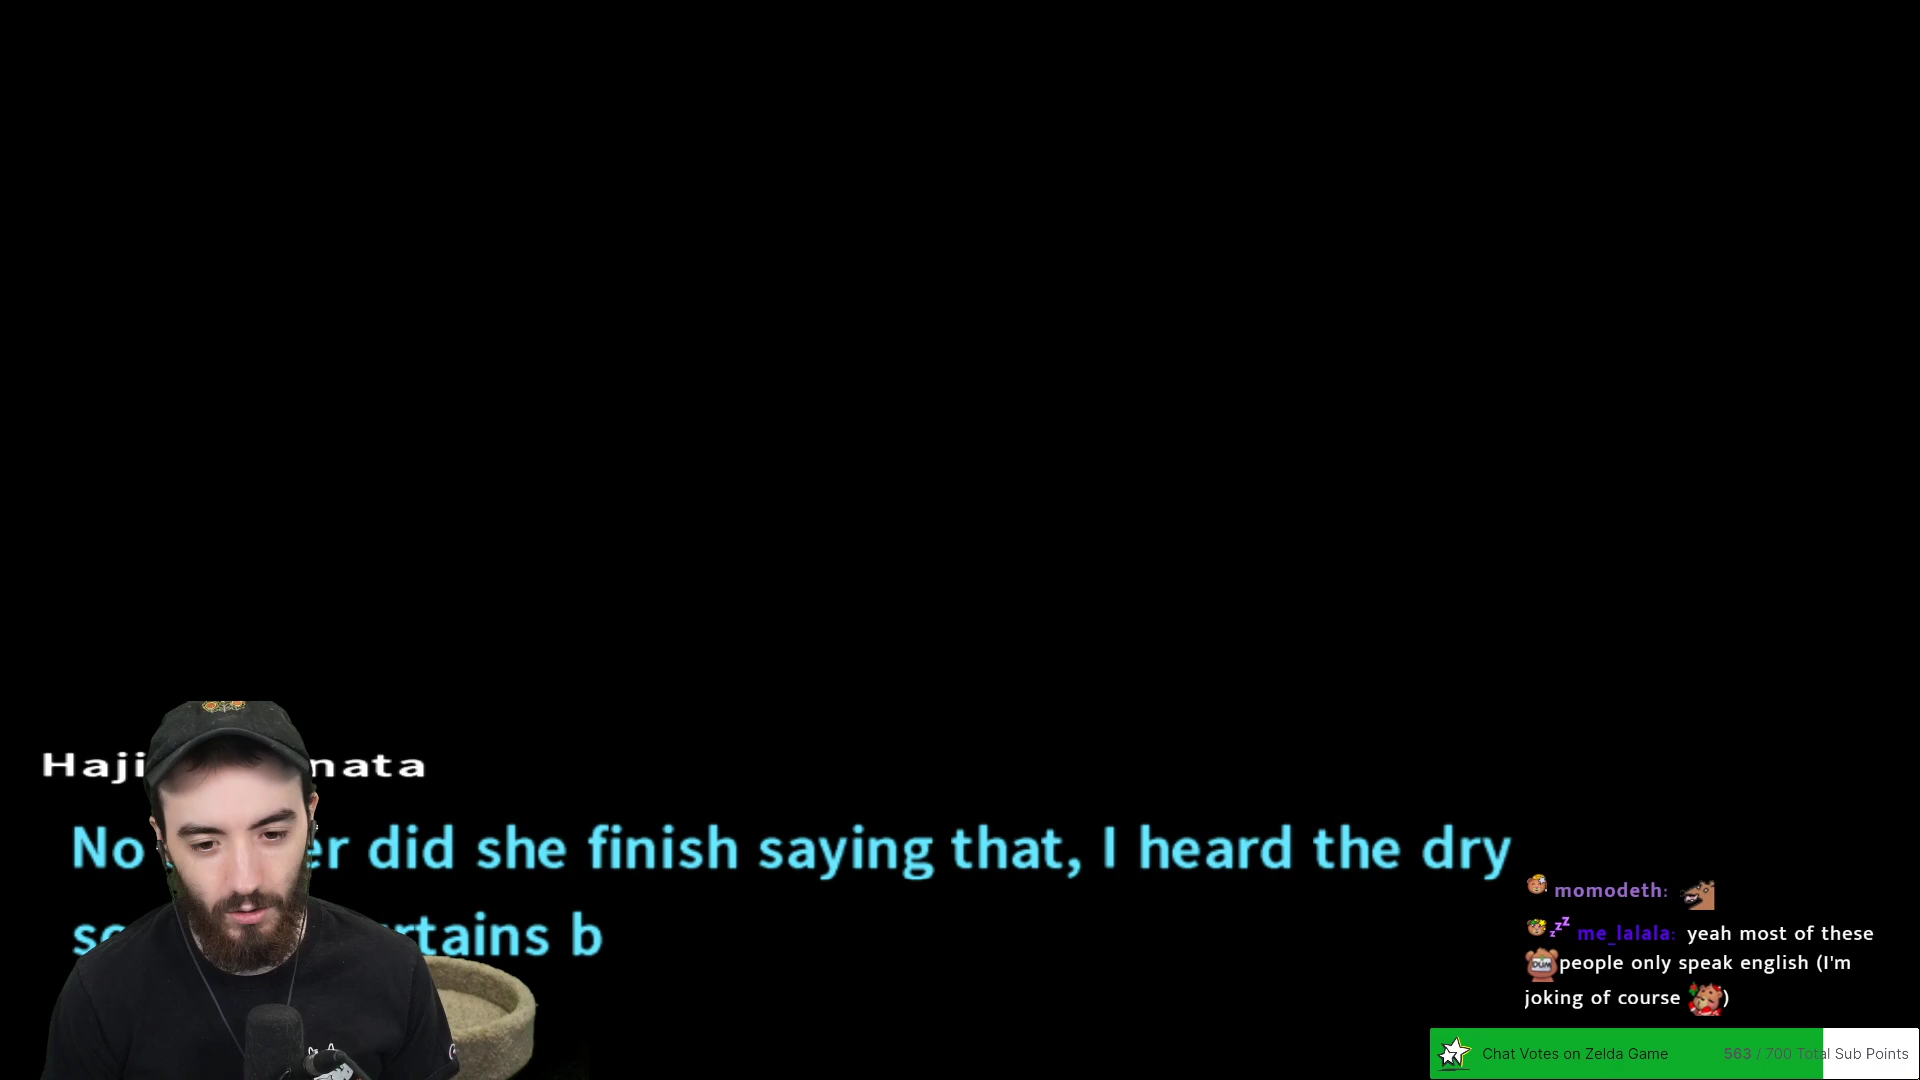 Haji nata
No er did she finish saying that, I heard the dry
rtains b
momodeth:
me_lalala: yeah most of these
people only speak english (I'm
joking of course )
Chat Votes on Zelda Game 563 / 700 Total Sub Points